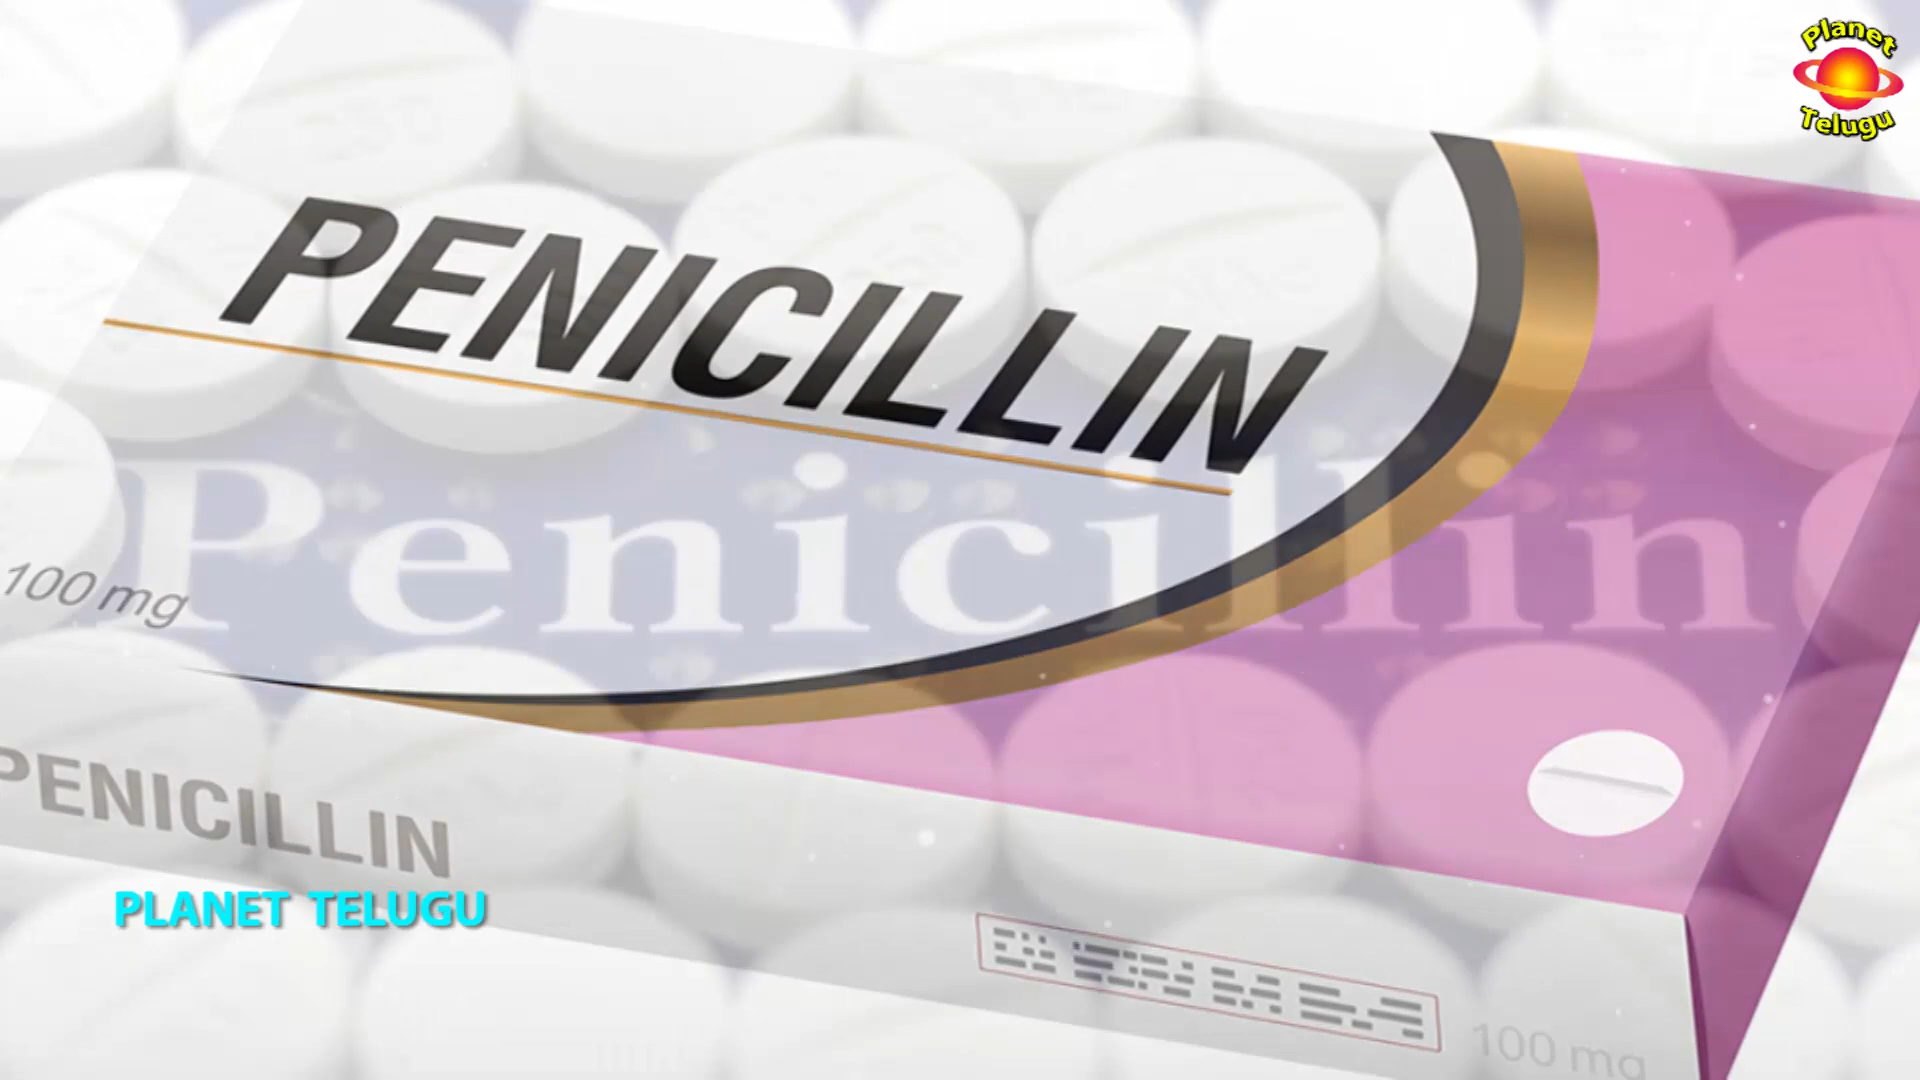 Planet
Telugu
PENICILLIN
Penicillin
100 mg
PENICILLIN
PLANET TELUGU
100 mg